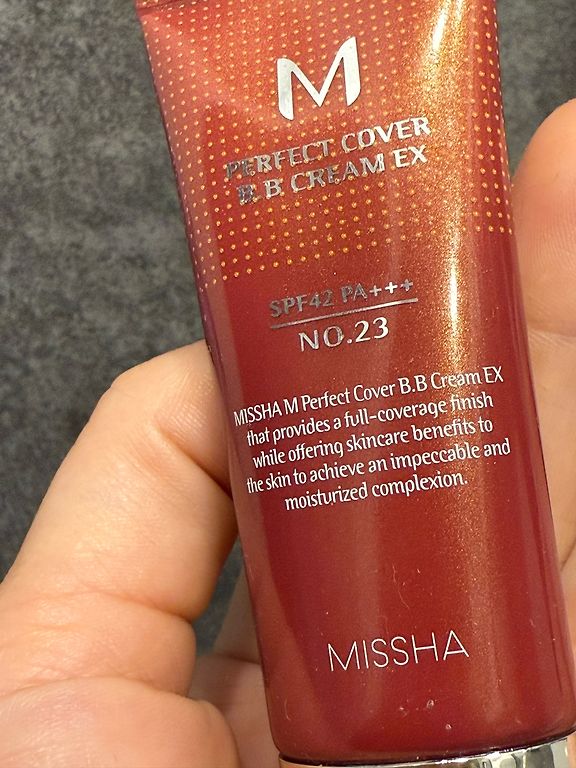 M
PERFECT COVER
B.B CREAM EX
SPF42 PA+++
NO.23
MISSHA M Perfect Cover B.B Cream EX
that provides a full-coverage finish
while offering skincare benefits to
the skin to achieve an impeccable and
moisturized complexion.
MISSHA